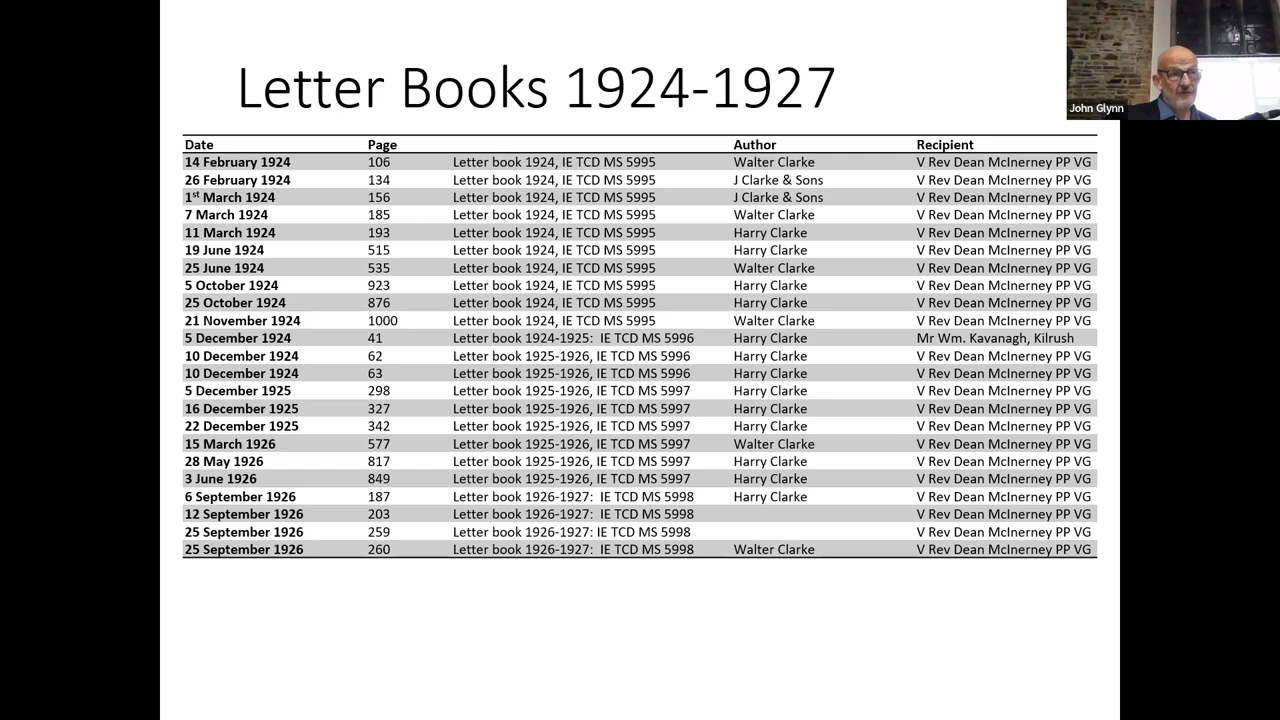 Letter Books 1924-1927
John Glynn
Date Page Author Recipient
14 February 1924 106 Letter book 1924, IE TCD MS 5995 Walter Clarke V Rev Dean McInerney PP VG
26 February 1924 134 Letter book 1924, IE TCD MS 5995 J Clarke & Sons V Rev Dean McInerney PP VG
1st March 1924 156 Letter book 1924, IE TCD MS 5995 J Clarke & Sons V Rev Dean McInerney PP VG
7 March 1924 185 Letter book 1924, IE TCD MS 5995 Walter Clarke V Rev Dean McInerney PP VG
11 March 1924 193 Letter book 1924, IE TCD MS 5995 Harry Clarke V Rev Dean McInerney PP VG
19 June 1924 515 Letter book 1924, IE TCD MS 5995 Harry Clarke V Rev Dean McInerney PP VG
25 June 1924 535 Letter book 1924, IE TCD MS 5995 Walter Clarke V Rev Dean McInerney PP VG
5 October 1924 923 Letter book 1924, IE TCD MS 5995 Harry Clarke V Rev Dean McInerney PP VG
25 October 1924 876 Letter book 1924, IE TCD MS 5995 Harry Clarke V Rev Dean McInerney PP VG
21 November 1924 1000 Letter book 1924, IE TCD MS 5995 Walter Clarke V Rev Dean McInerney PP VG
5 December 1924 41 Letter book 1924-1925: IE TCD MS 5996 Harry Clarke Mr Wm. Kavanagh, Kilrush
10 December 1924 62 Letter book 1925-1926, IE TCD MS 5996 Harry Clarke V Rev Dean McInerney PP VG
10 December 1924 63 Letter book 1925-1926, IE TCD MS 5996 Harry Clarke V Rev Dean McInerney PP VG
5 December 1925 298 Letter book 1925-1926, IE TCD MS 5997 Harry Clarke V Rev Dean McInerney PP VG
16 December 1925 327 Letter book 1925-1926, IE TCD MS 5997 Harry Clarke V Rev Dean McInerney PP VG
22 December 1925 342 Letter book 1925-1926, IE TCD MS 5997 Harry Clarke V Rev Dean McInerney PP VG
15 March 1926 577 Letter book 1925-1926, IE TCD MS 5997 Walter Clarke V Rev Dean McInerney PP VG
28 May 1926 817 Letter book 1925-1926, IE TCD MS 5997 Harry Clarke V Rev Dean McInerney PP VG
3 June 1926 849 Letter book 1925-1926, IE TCD MS 5997 Harry Clarke V Rev Dean McInerney PP VG
6 September 1926 187 Letter book 1926-1927: IE TCD MS 5998 Harry Clarke V Rev Dean McInerney PP VG
12 September 1926 203 Letter book 1926-1927: IE TCD MS 5998 V Rev Dean McInerney PP VG
25 September 1926 259 Letter book 1926-1927: IE TCD MS 5998 V Rev Dean McInerney PP VG
25 September 1926 260 Letter book 1926-1927: IE TCD MS 5998 Walter Clarke V Rev Dean McInerney PP VG